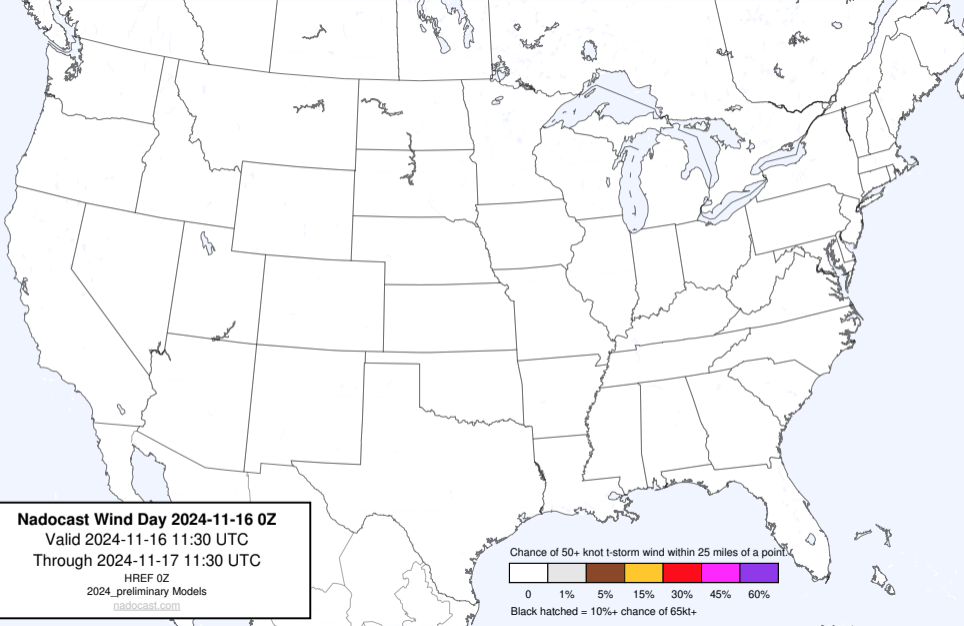 Nadocast Wind Day 2024-11-16 0Z
Valid 2024-11-16 11:30 UTC
Through 2024-11-17 11:30 UTC
HREF 0Z
2024_preliminary Models
nadocast.com
Chance of 50+ knot t-storm wind within 25 miles of a point.
0 1% 5% 15% 30% 45% 60%
Black hatched = 10%+ chance of 65kt+